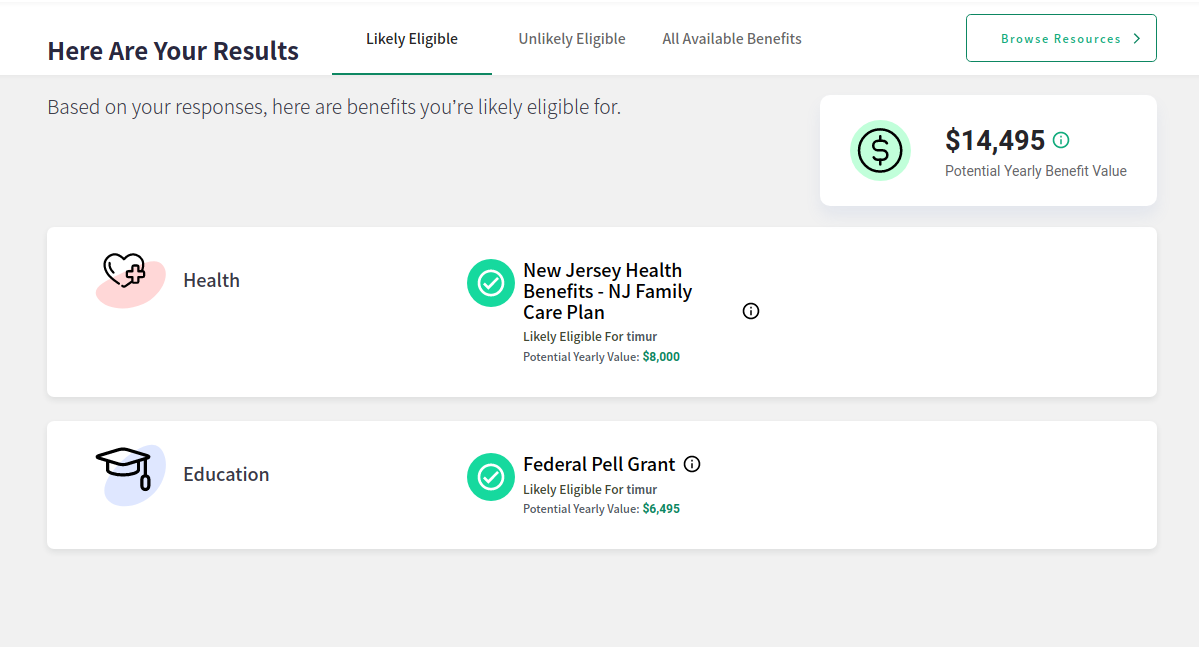 Here Are Your Results
Likely Eligible
Unlikely Eligible
All Available Benefits
Browse Resources
Based on your responses, here are benefits you’re likely eligible for.
$14,495
Potential Yearly Benefit Value
Health
New Jersey Health
Benefits - NJ Family
Care Plan
Likely Eligible For timur
Potential Yearly Value: $8,000
Education
Federal Pell Grant
Likely Eligible For timur
Potential Yearly Value: $6,495